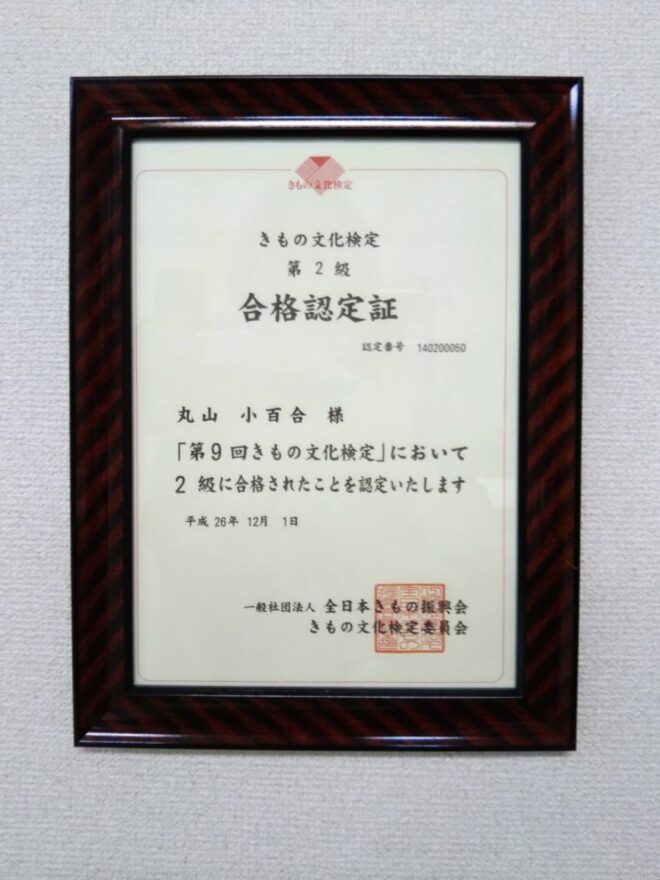 きもの文化検定
きもの文化検定
第 2 級
合格認定証
認定番号 140200050
丸山 小百合 様
「第9回きもの文化検定」において
2 級に合格されたことを認定いたします
平成 26年 12月 1日
一般社団法人 全日本きもの振興会
きもの文化検定委員会